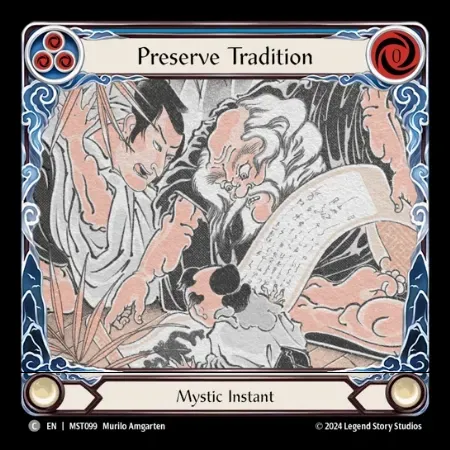 Preserve Tradition
0
Mystic Instant
C EN | MST099 Murilo Amgarten
© 2024 Legend Story Studios